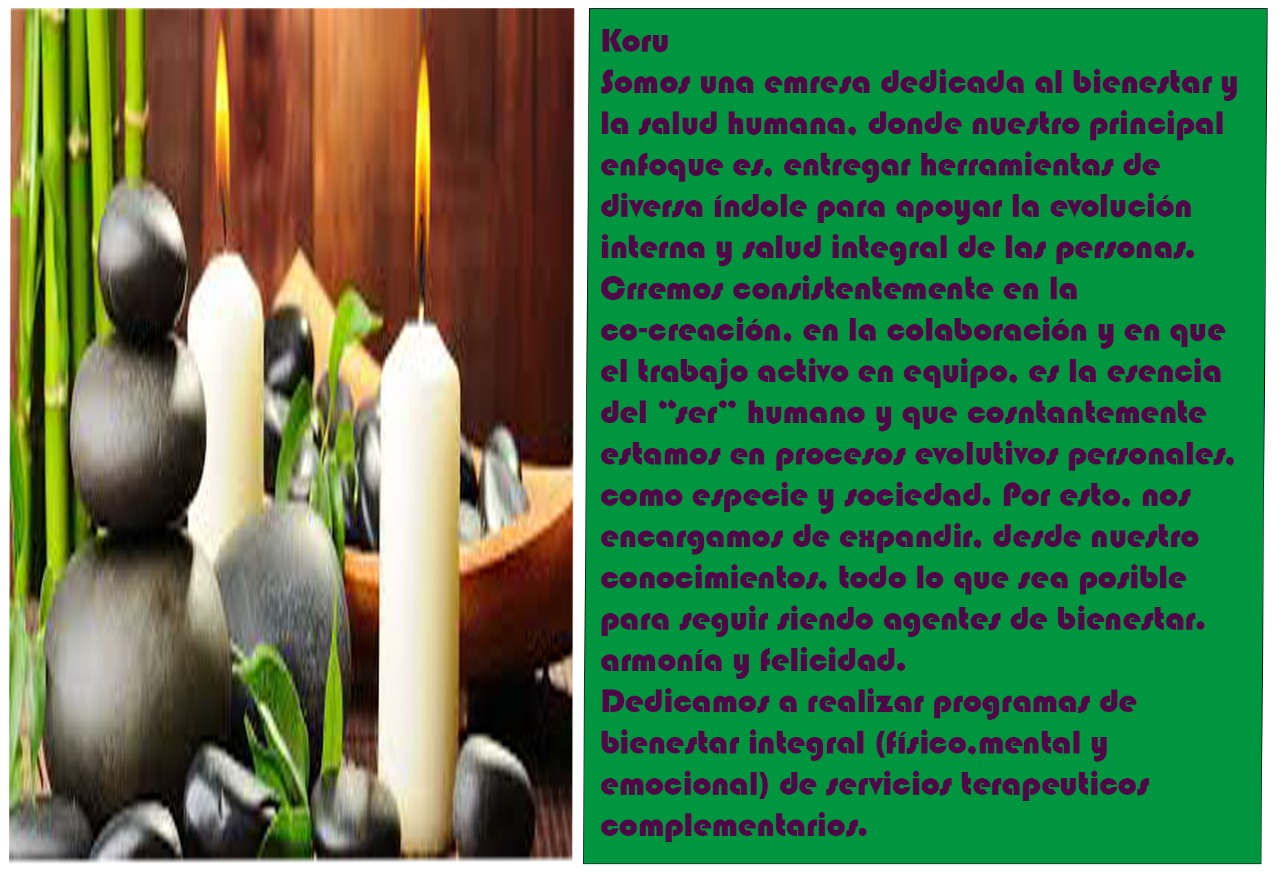 Koru
Somos una emresa dedicada al bienestar y
la salud humana, donde nuestro principal
enfoque es, entregar herramientas de
diversa índole para apoyar la evolución
interna y salud integral de las personas.
Crremos consistentemente en la
co-creación, en la colaboración y en que
el trabajo activo en equipo, es la esencia
del "ser" humano y que cosntantemente
estamos en procesos evolutivos personales,
como especie y sociedad. Por esto, nos
encargamos de expandir, desde nuestro
conocimientos, todo lo que sea posible
para seguir siendo agentes de bienestar.
armonía y felicidad.
Dedicamos a realizar programas de
bienestar integral (físico,mental y
emocional) de servicios terapeuticos
complementarios.